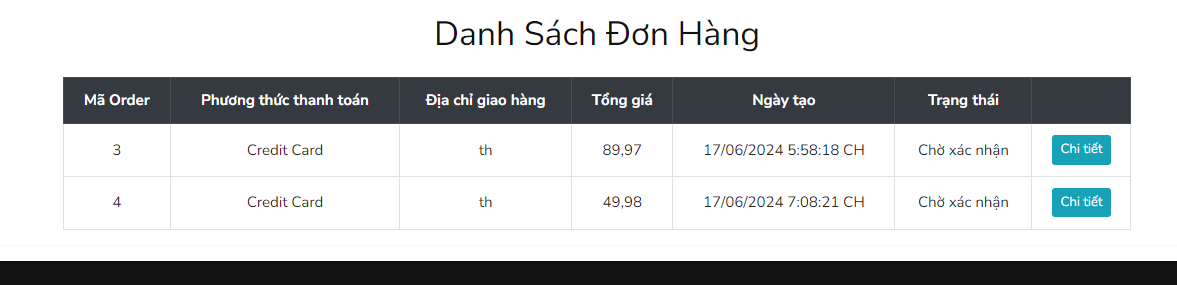 Danh Sách Đơn Hàng
Mã Order Phương thức thanh toán Địa chỉ giao hàng Tổng giá Ngày tạo Trạng thái
3 Credit Card th 89,97 17/06/2024 5:58:18 CH Chờ xác nhận Chi tiết
4 Credit Card th 49,98 17/06/2024 7:08:21 CH Chờ xác nhận Chi tiết